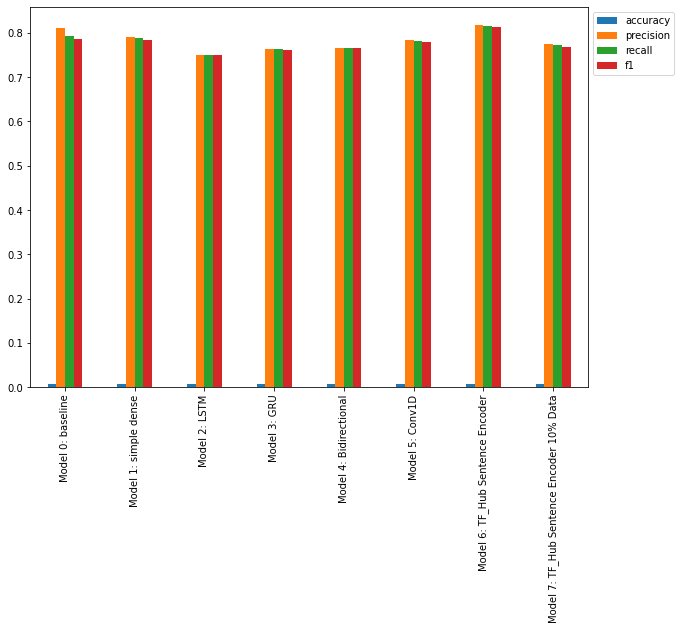 accuracy
precision
recall
f1
0.8
0.7
0.6
0.5
0.4
0.3
0.2
0.1
0.0
Model 0: baseline
Model 1: simple dense
Model 2: LSTM
Model 3: GRU
Model 4: Bidirectional
Model 5: Conv1D
Model 6: TF_Hub Sentence Encoder
Model 7: TF_Hub Sentence Encoder 10% Data